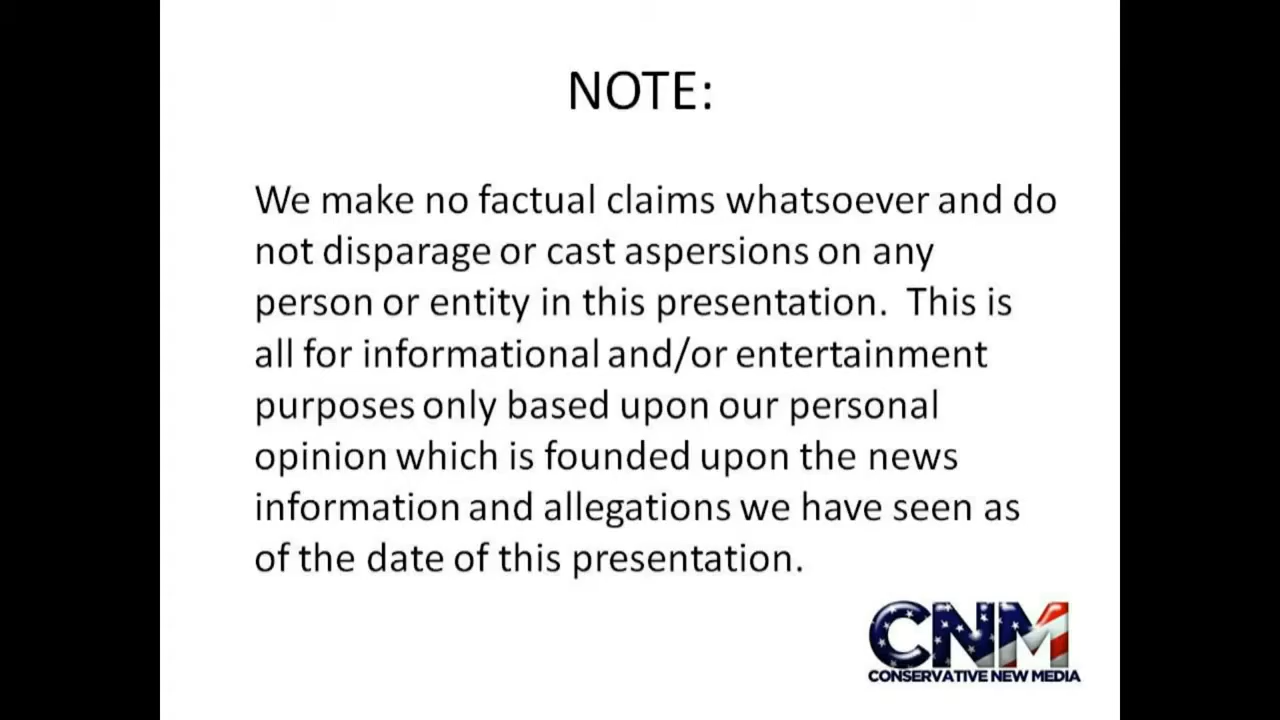 NOTE:
We make no factual claims whatsoever and do
not disparage or cast aspersions on any
person or entity in this presentation.  This is
all for informational and/or entertainment
purposes only based upon our personal
opinion which is founded upon the news
information and allegations we have seen as
of the date of this presentation.
CNM
CONSERVATIVE NEW MEDIA